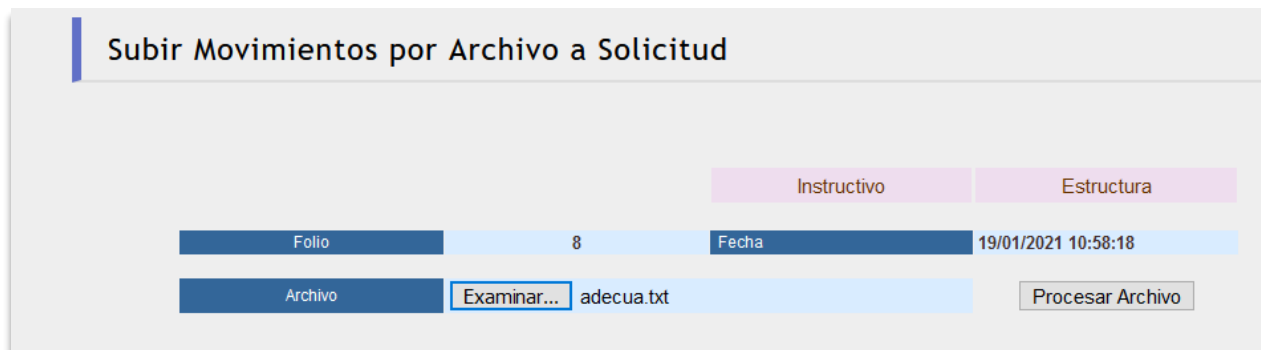 Subir Movimientos por Archivo a Solicitud
Instructivo Estructura
Folio 8 Fecha 19/01/2021 10:58:18
Archivo Examinar... adecua.txt Procesar Archivo